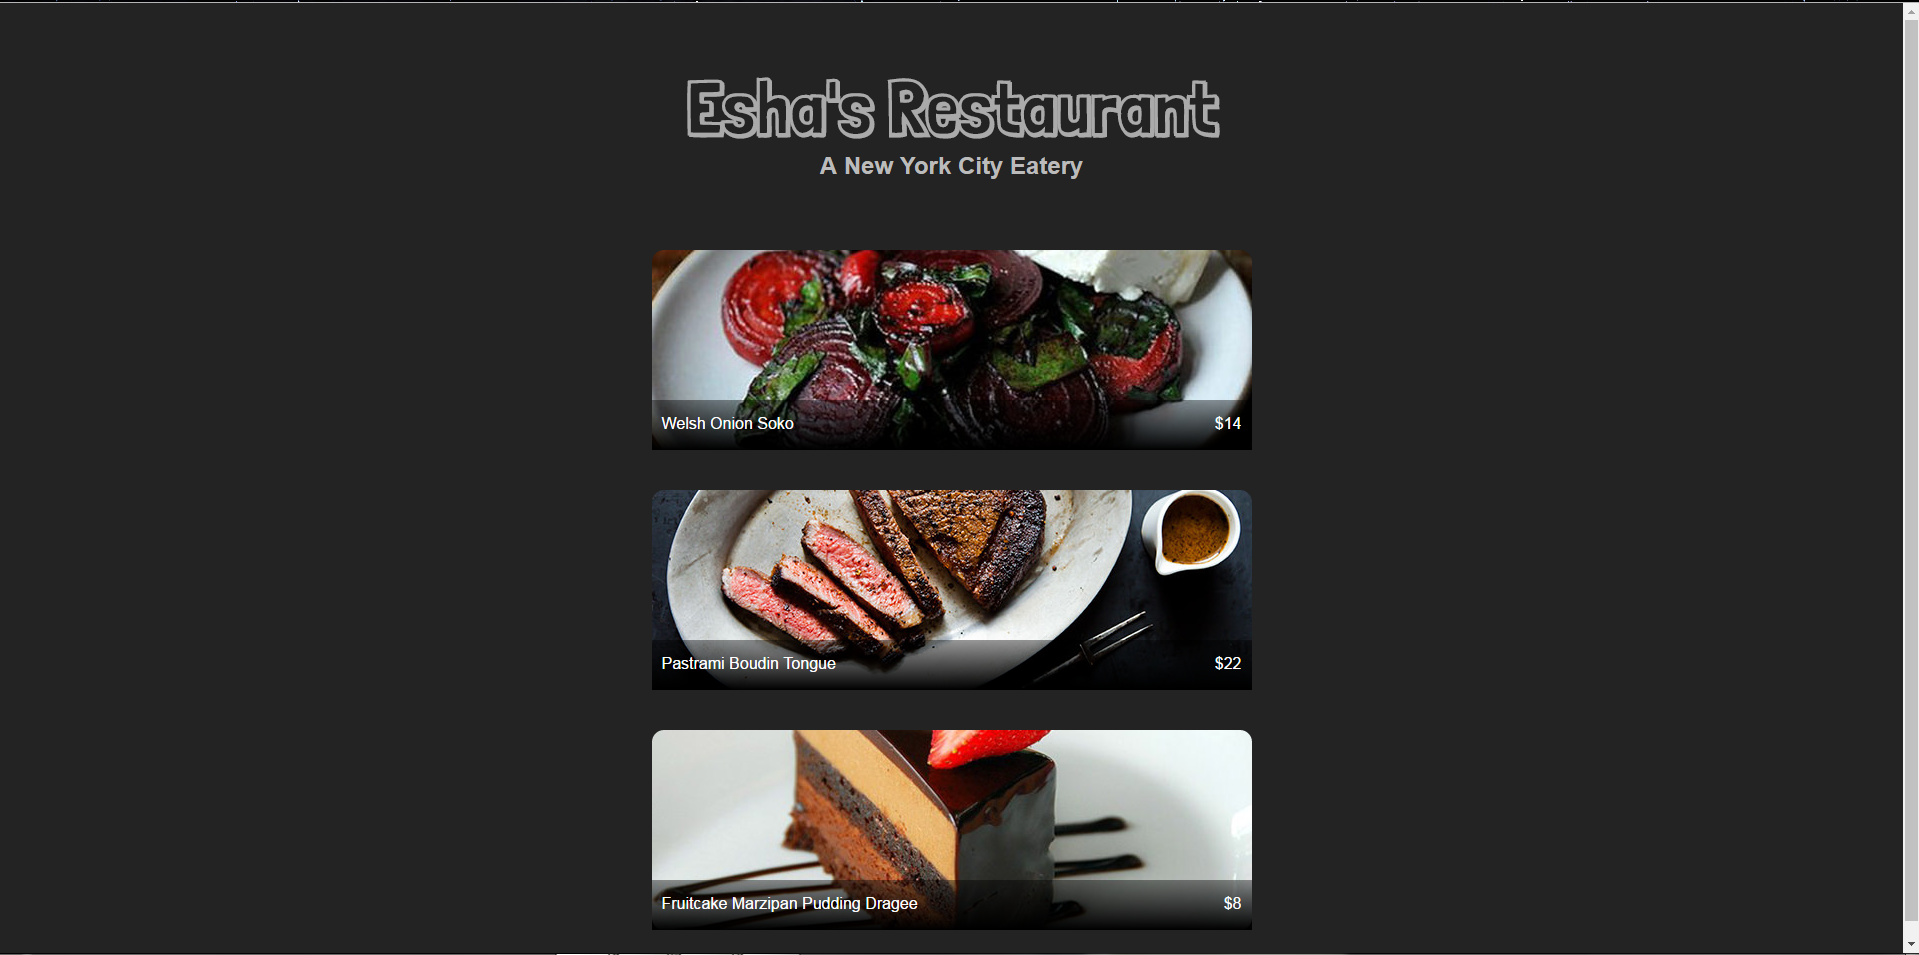 Esha's Restaurant
A New York City Eatery
Welsh Onion Soko $14
Pastrami Boudin Tongue $22
Fruitcake Marzipan Pudding Dragee $8